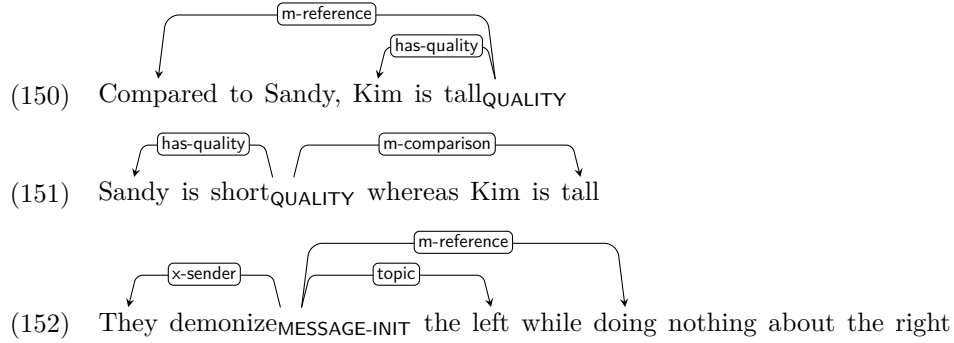 m-reference
has-quality
(150) Compared to Sandy, Kim is tallQUALITY
has-quality m-comparison
(151) Sandy is shortQUALITY whereas Kim is tall
m-reference
x-sender topic
(152) They demonizeMESSAGE-INIT the left while doing nothing about the right